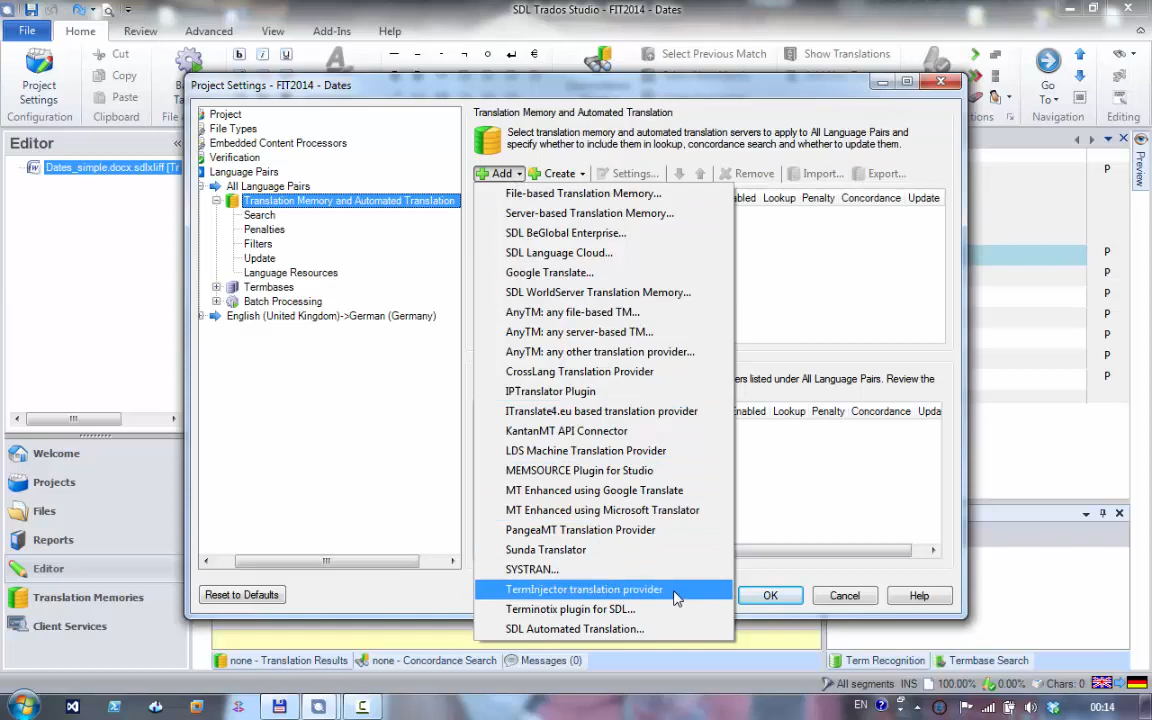 SDL Trados Studio - FIT2014 - Dates
File
Home
Review
Advanced
View
Add-Ins
Help
Project
Settings
Configuration
Cut
Copy
Paste
Clipboard
b
i
u
€
Select Previous Match
Show Translations
Go
To
Navigation
Editing
Project Settings - FIT2014 - Dates
Editor
Dates_simple.docx.sdlxliff [Tr
Project
File Types
Embedded Content Processors
Verification
Language Pairs
All Language Pairs
Translation Memory and Automated Translation
Search
Penalties
Filters
Update
Language Resources
Termbases
Batch Processing
English (United Kingdom)->German (Germany)
Translation Memory and Automated Translation
Select translation memory and automated translation servers to apply to All Language Pairs and
specify whether to include them in lookup, concordance search and whether to update them.
Add
Create
Settings...
Remove
Import...
Export...
abled Lookup Penalty Concordance Update
File-based Translation Memory...
Server-based Translation Memory...
SDL BeGlobal Enterprise...
SDL Language Cloud...
Google Translate...
SDL WorldServer Translation Memory...
AnyTM: any file-based TM...
AnyTM: any server-based TM...
AnyTM: any other translation provider...
CrossLang Translation Provider
IPTranslator Plugin
ITranslate4.eu based translation provider
KantanMT API Connector
LDS Machine Translation Provider
MEMSOURCE Plugin for Studio
MT Enhanced using Google Translate
MT Enhanced using Microsoft Translator
PangeaMT Translation Provider
Sunda Translator
SYSTRAN...
TermInjector translation provider
Terminotix plugin for SDL...
SDL Automated Translation...
ers listed under All Language Pairs. Review the
nabled Lookup Penalty Concordance Upda
Reset to Defaults
OK
Cancel
Help
Preview
P
P
P
P
P
P
P
P
Welcome
Projects
Files
Reports
Editor
Translation Memories
Client Services
none - Translation Results
none - Concordance Search
Messages (0)
Term Recognition
Termbase Search
All segments INS 100.00% 0.00% Chars: 0
EN
00:14